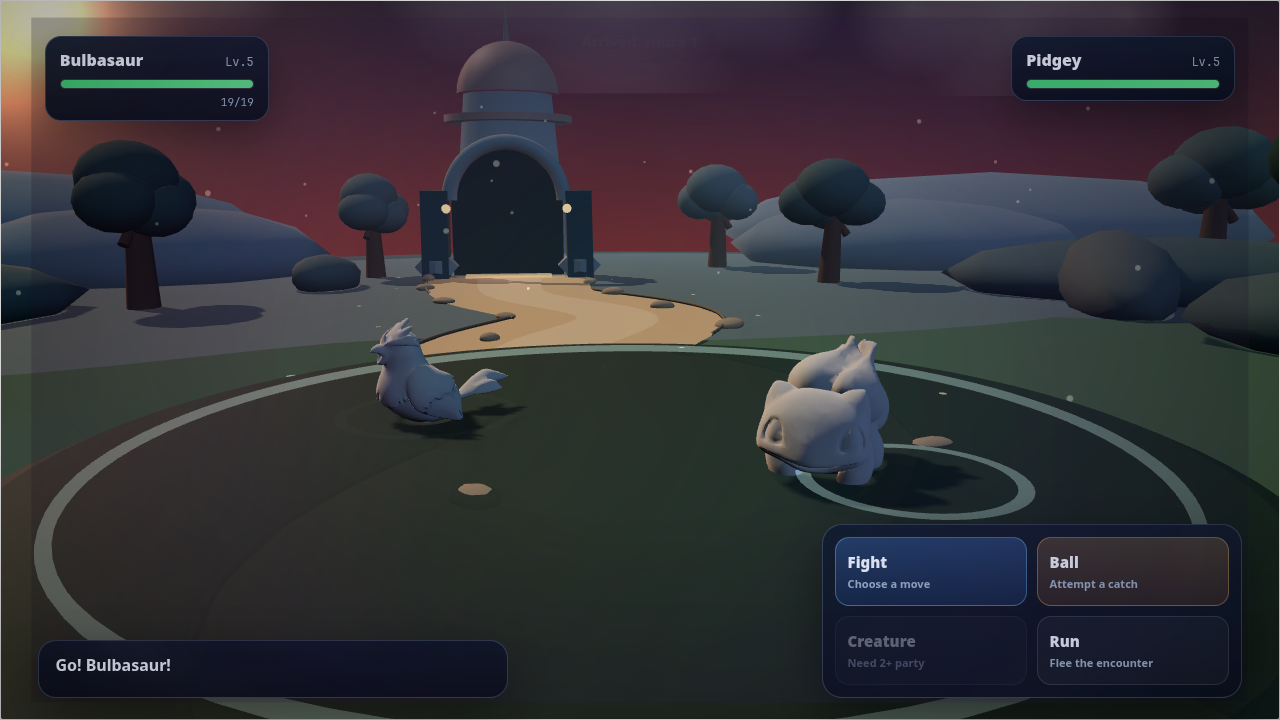 Bulbasaur Lv.5
19/19
Pidgey Lv.5
Go! Bulbasaur!
Fight
Choose a move
Ball
Attempt a catch
Creature
Need 2+ party
Run
Flee the encounter